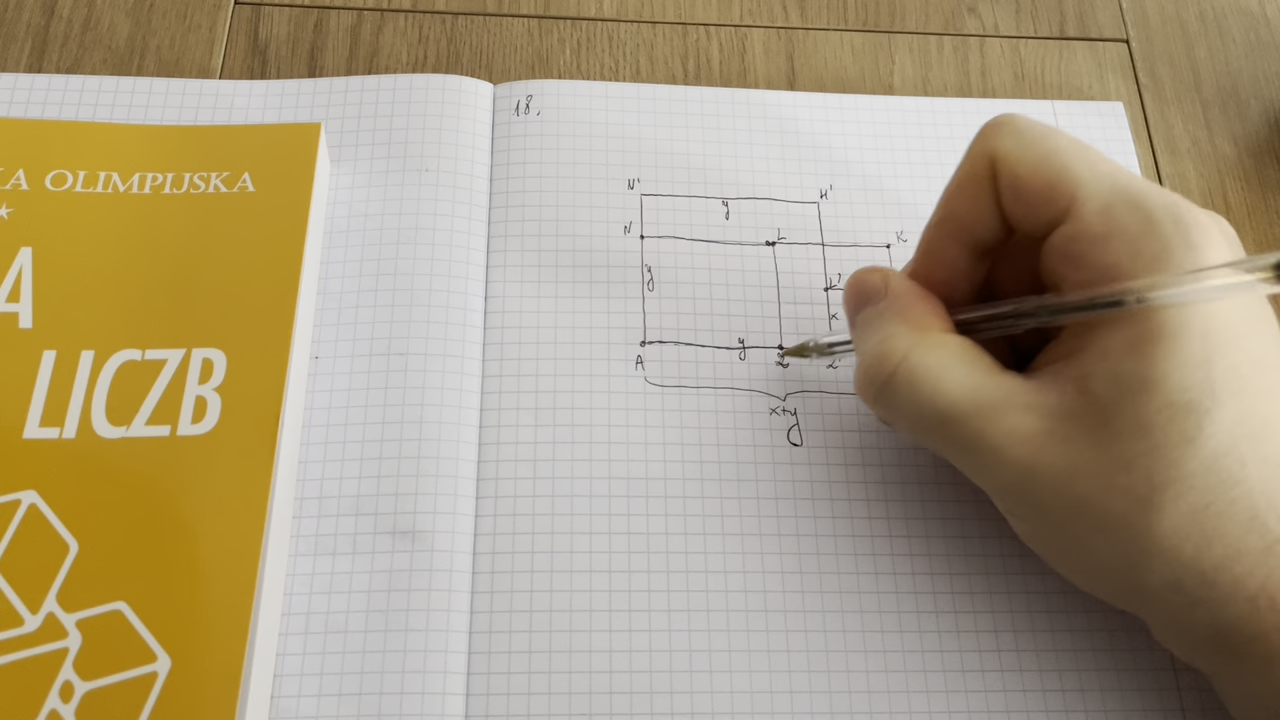 A OLIMPIJSKA
A
LICZB
18.
N' H'
y
N L K
y L'
x
y
A
x+y